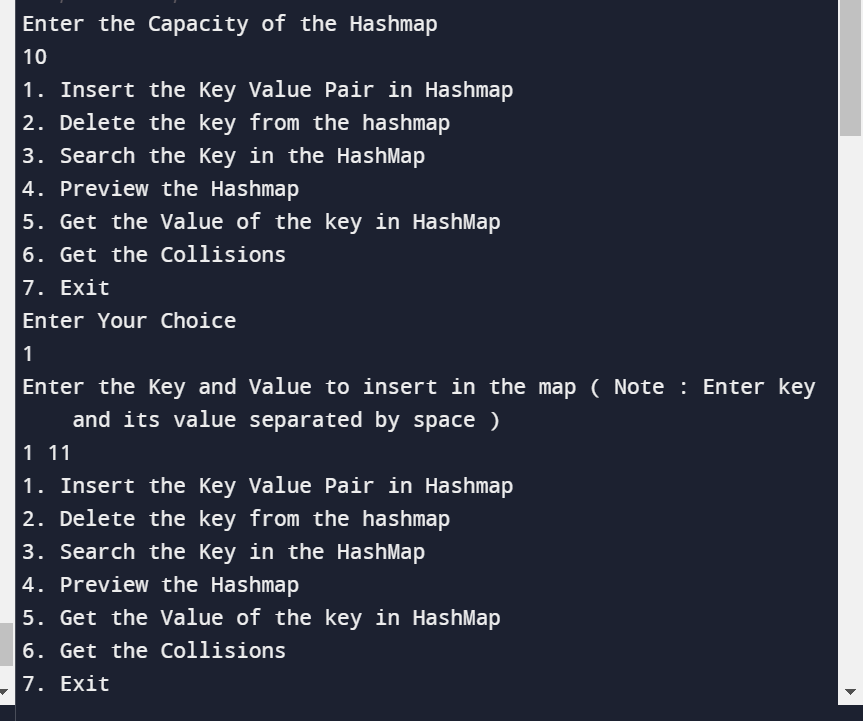 Enter the Capacity of the Hashmap
10
1. Insert the Key Value Pair in Hashmap
2. Delete the key from the hashmap
3. Search the Key in the HashMap
4. Preview the Hashmap
5. Get the Value of the key in HashMap
6. Get the Collisions
7. Exit
Enter Your Choice
1
Enter the Key and Value to insert in the map ( Note : Enter key
and its value separated by space )
1 11
1. Insert the Key Value Pair in Hashmap
2. Delete the key from the hashmap
3. Search the Key in the HashMap
4. Preview the Hashmap
5. Get the Value of the key in HashMap
6. Get the Collisions
7. Exit